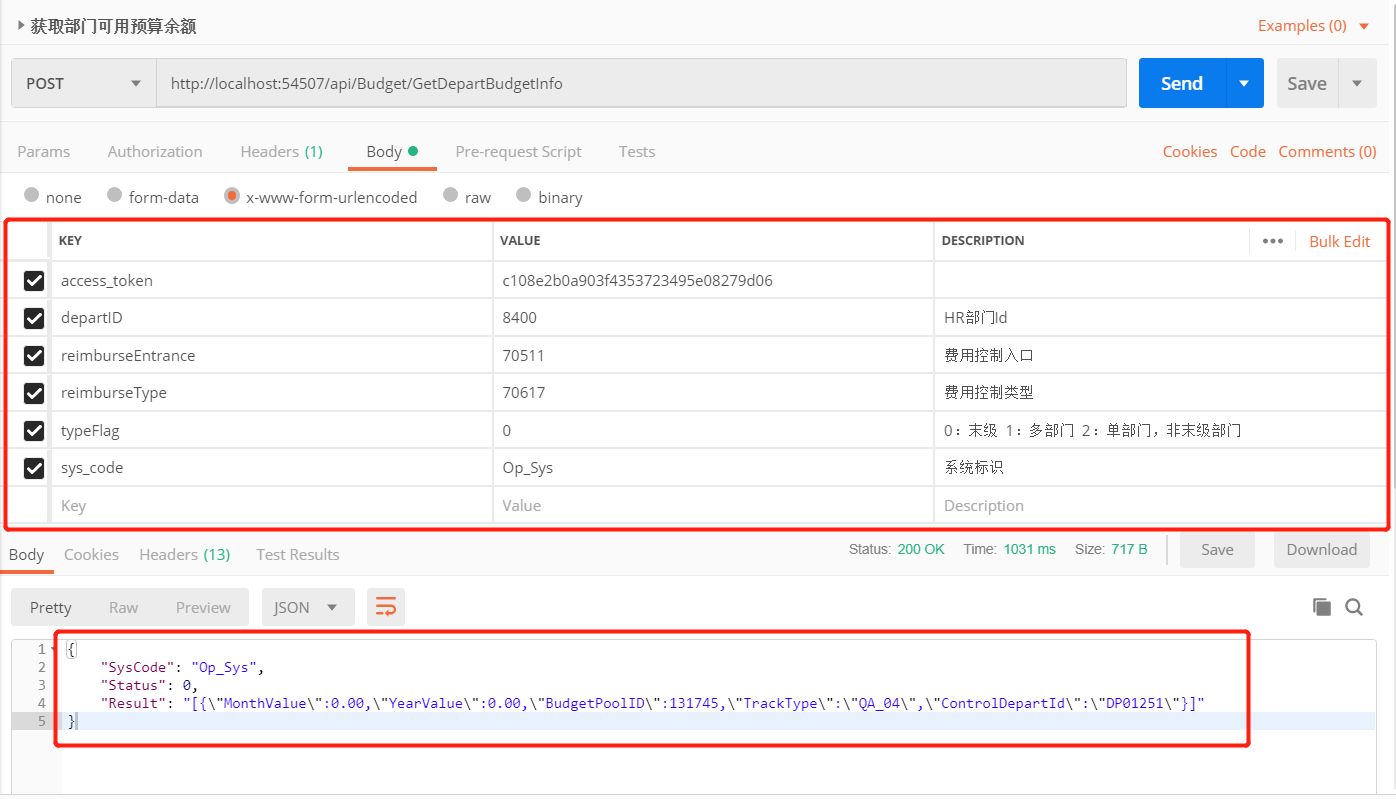 获取部门可用预算余额
Examples (0)
POST
http://localhost:54507/api/Budget/GetDepartBudgetInfo
Send
Save
Params
Authorization
Headers (1)
Body
Pre-request Script
Tests
Cookies
Code
Comments (0)
none
form-data
x-www-form-urlencoded
raw
binary
KEY VALUE DESCRIPTION ••• Bulk Edit
access_token c108e2b0a903f4353723495e08279d06
departID 8400 HR部门Id
reimburseEntrance 70511 费用控制入口
reimburseType 70617 费用控制类型
typeFlag 0 0：末级 1：多部门 2：单部门，非末级部门
sys_code Op_Sys 系统标识
Key Value Description
Body
Cookies
Headers (13)
Test Results
Status: 200 OK
Time: 1031 ms
Size: 717 B
Save
Download
Pretty
Raw
Preview
JSON
1 {
2 "SysCode": "Op_Sys",
3 "Status": 0,
4 "Result": "[{\"MonthValue\":0.00,\"YearValue\":0.00,\"BudgetPoolID\":131745,\"TrackType\":\"QA_04\",\"ControlDepartId\":\"DP01251\"}]"
5 }